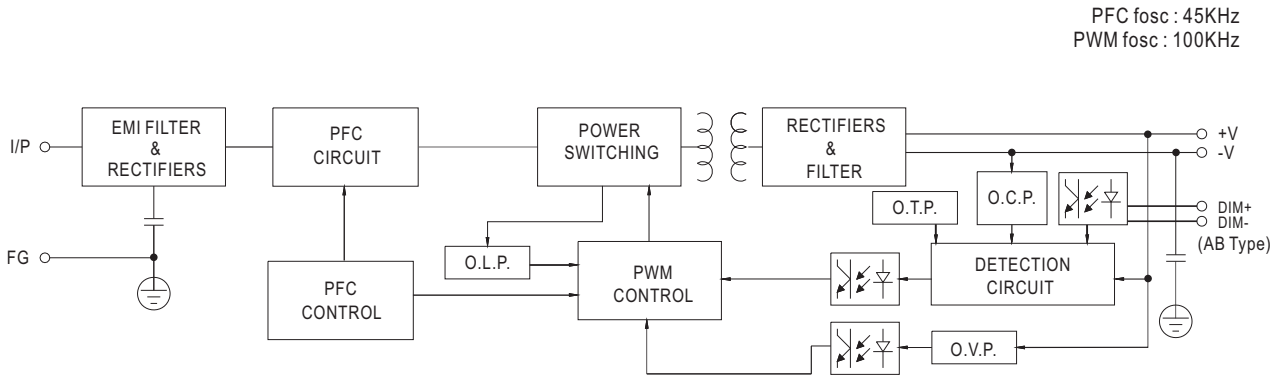 PFC fosc : 45KHz
PWM fosc : 100KHz
I/P
EMI FILTER
&
RECTIFIERS
PFC
CIRCUIT
POWER
SWITCHING
RECTIFIERS
&
FILTER
+V
-V
O.T.P.
O.C.P.
DIM+
DIM-
(AB Type)
FG
O.L.P.
PFC
CONTROL
PWM
CONTROL
DETECTION
CIRCUIT
O.V.P.